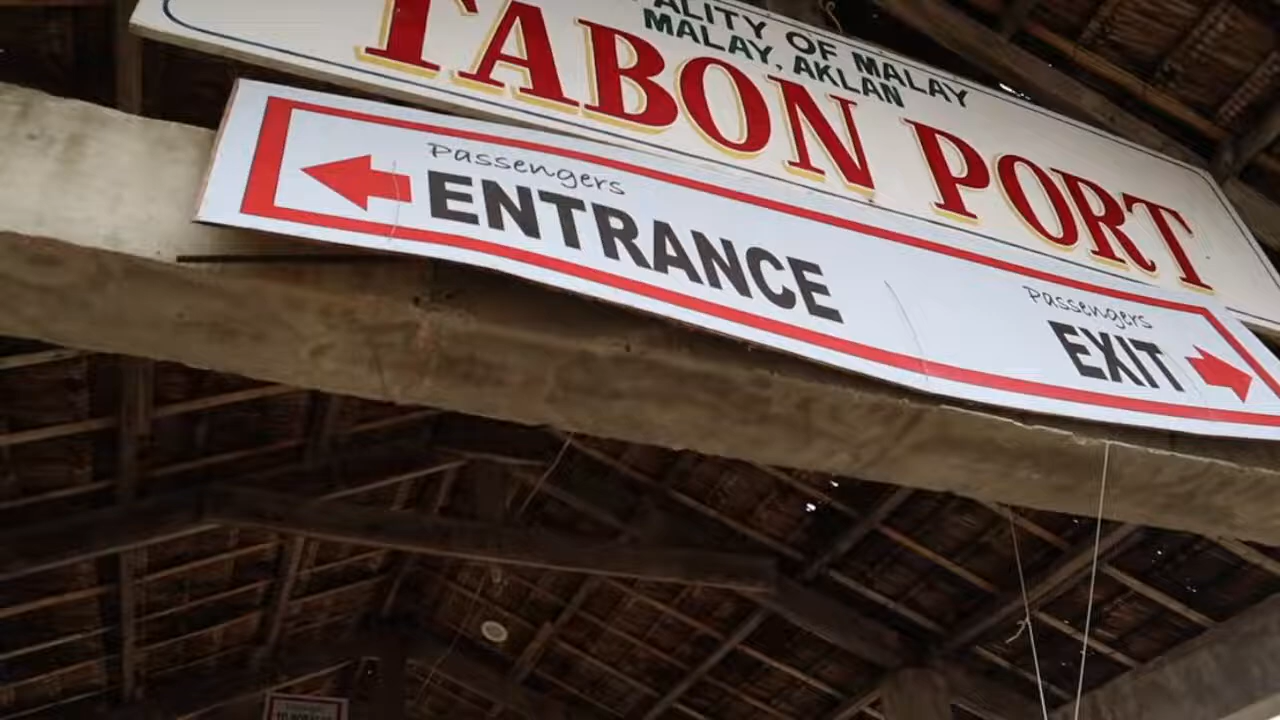 ALITY OF MALAY
MALAY, AKLAN
TABON PORT
Passengers
ENTRANCE
Passengers
EXIT